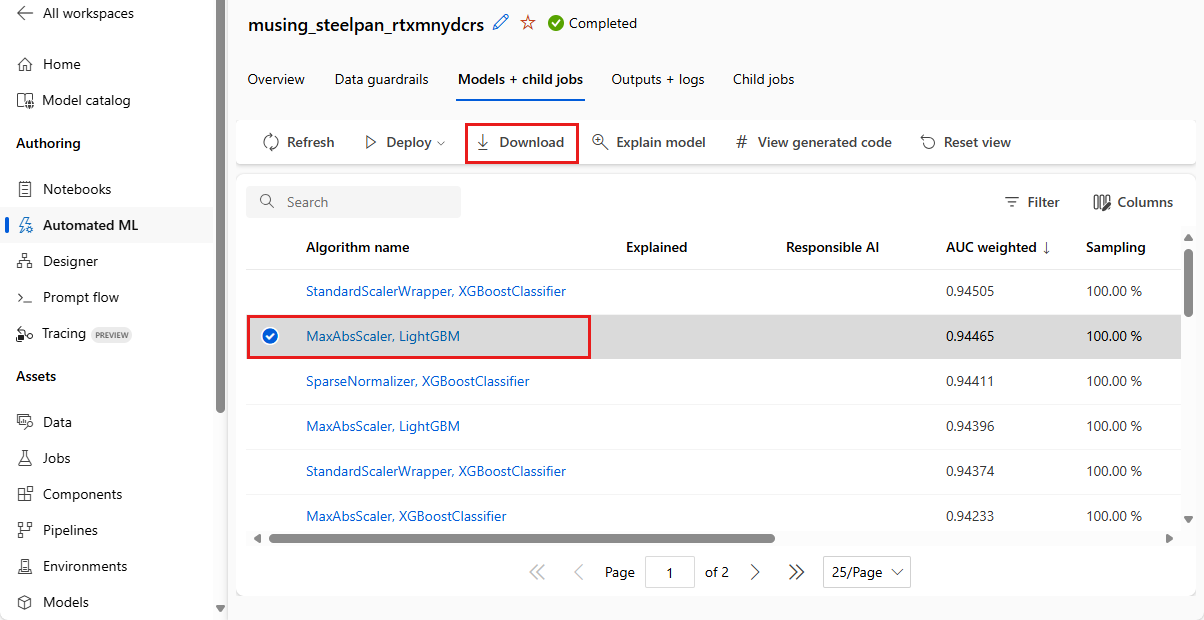 All workspaces
Home
Model catalog
Authoring
Notebooks
Automated ML
Designer
Prompt flow
Tracing PREVIEW
Assets
Data
Jobs
Components
Pipelines
Environments
Models
musing_steelpan_rtxmnydcrs Completed
Overview Data guardrails Models + child jobs Outputs + logs Child jobs
Refresh Deploy Download Explain model # View generated code Reset view
Search Filter Columns
Algorithm name Explained Responsible AI AUC weighted ↓ Sampling
StandardScalerWrapper, XGBoostClassifier 0.94505 100.00 %
MaxAbsScaler, LightGBM 0.94465 100.00 %
SparseNormalizer, XGBoostClassifier 0.94411 100.00 %
MaxAbsScaler, LightGBM 0.94396 100.00 %
StandardScalerWrapper, XGBoostClassifier 0.94374 100.00 %
MaxAbsScaler, XGBoostClassifier 0.94233 100.00 %
Page 1 of 2 25/Page